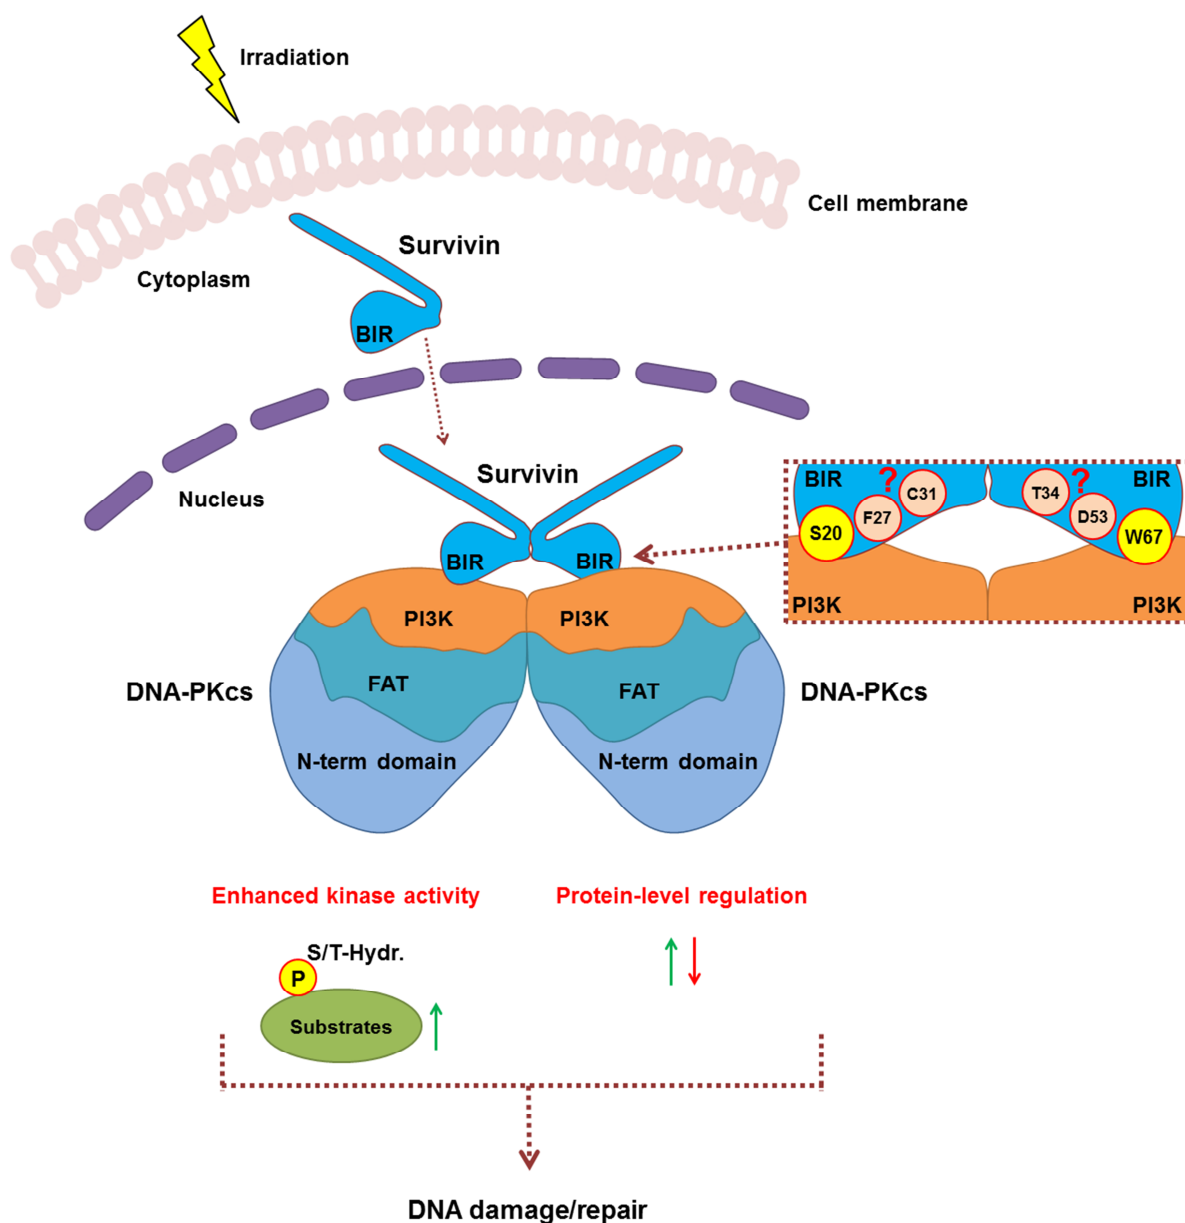 Irradiation
Cell membrane
Survivin
Cytoplasm
BIR
Survivin
Nucleus
BIR ? C31 T34 ? BIR
F27 D53
S20 W67
PI3K PI3K
BIR BIR
PI3K PI3K
FAT FAT
DNA-PKcs DNA-PKcs
N-term domain N-term domain
Enhanced kinase activity Protein-level regulation
S/T-Hydr.
P
Substrates
DNA damage/repair